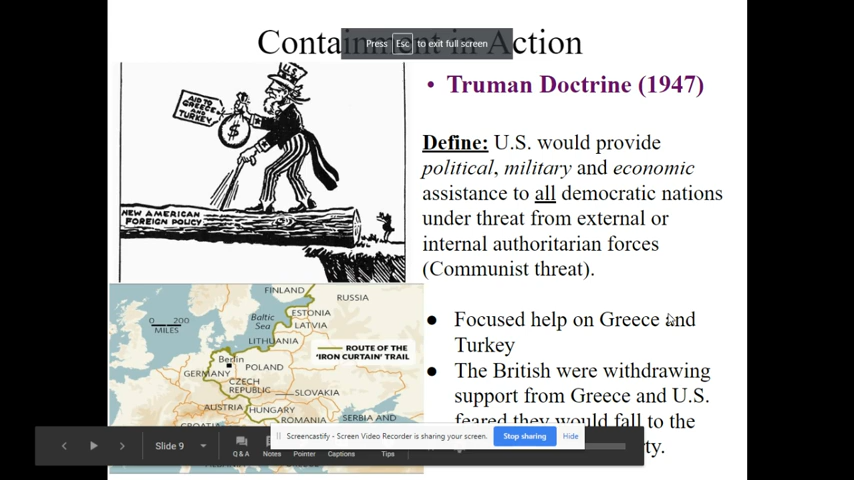 Containment in Action
Press Esc to exit full screen
• Truman Doctrine (1947)
U.S.
AID TO
GREECE
AND
TURKEY
$
NEW AMERICAN
FOREIGN POLICY
Define: U.S. would provide
political, military and economic
assistance to all democratic nations
under threat from external or
internal authoritarian forces
(Communist threat).
● Focused help on Greece and
Turkey
● The British were withdrawing
support from Greece and U.S.
feared they would fall to the
ty.
FINLAND
RUSSIA
0 200
MILES
Baltic
Sea
ESTONIA
LATVIA
LITHUANIA
ROUTE OF THE
'IRON CURTAIN' TRAIL
Berlin
GERMANY
POLAND
CZECH
REPUBLIC
SLOVAKIA
AUSTRIA
HUNGARY
ROMANIA
SERBIA AND
Slide 9
Q & A
Notes
Pointer
Captions
Tips
Screencastify - Screen Video Recorder is sharing your screen.
Stop sharing
Hide